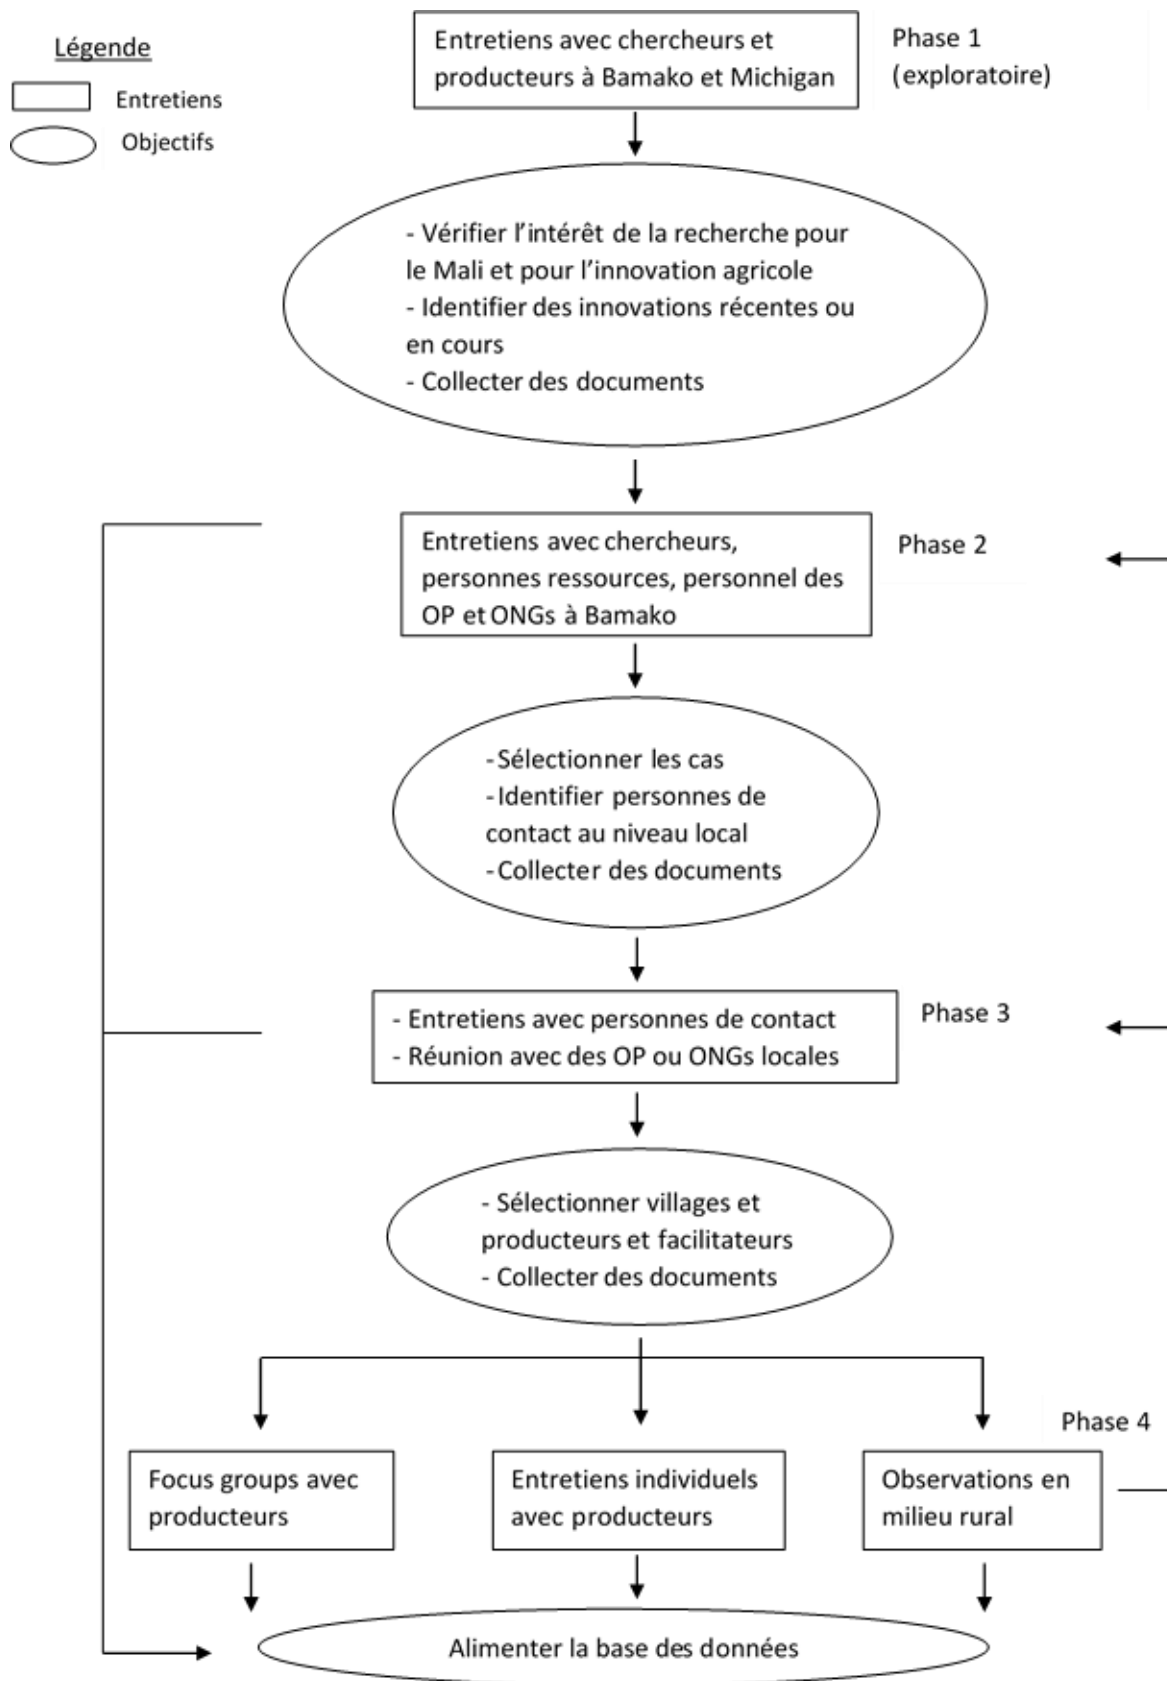 Légende
Entretiens
Objectifs
Entretiens avec chercheurs et
producteurs à Bamako et Michigan
Phase 1
(exploratoire)
- Vérifier l’intérêt de la recherche pour
le Mali et pour l’innovation agricole
- Identifier des innovations récentes ou
en cours
- Collecter des documents
Entretiens avec chercheurs,
personnes ressources, personnel des
OP et ONGs à Bamako
Phase 2
-Sélectionner les cas
-Identifier personnes de
contact au niveau local
-Collecter des documents
- Entretiens avec personnes de contact
- Réunion avec des OP ou ONGs locales
Phase 3
- Sélectionner villages et
producteurs et facilitateurs
- Collecter des documents
Phase 4
Focus groups avec
producteurs
Entretiens individuels
avec producteurs
Observations en
milieu rural
Alimenter la base des données